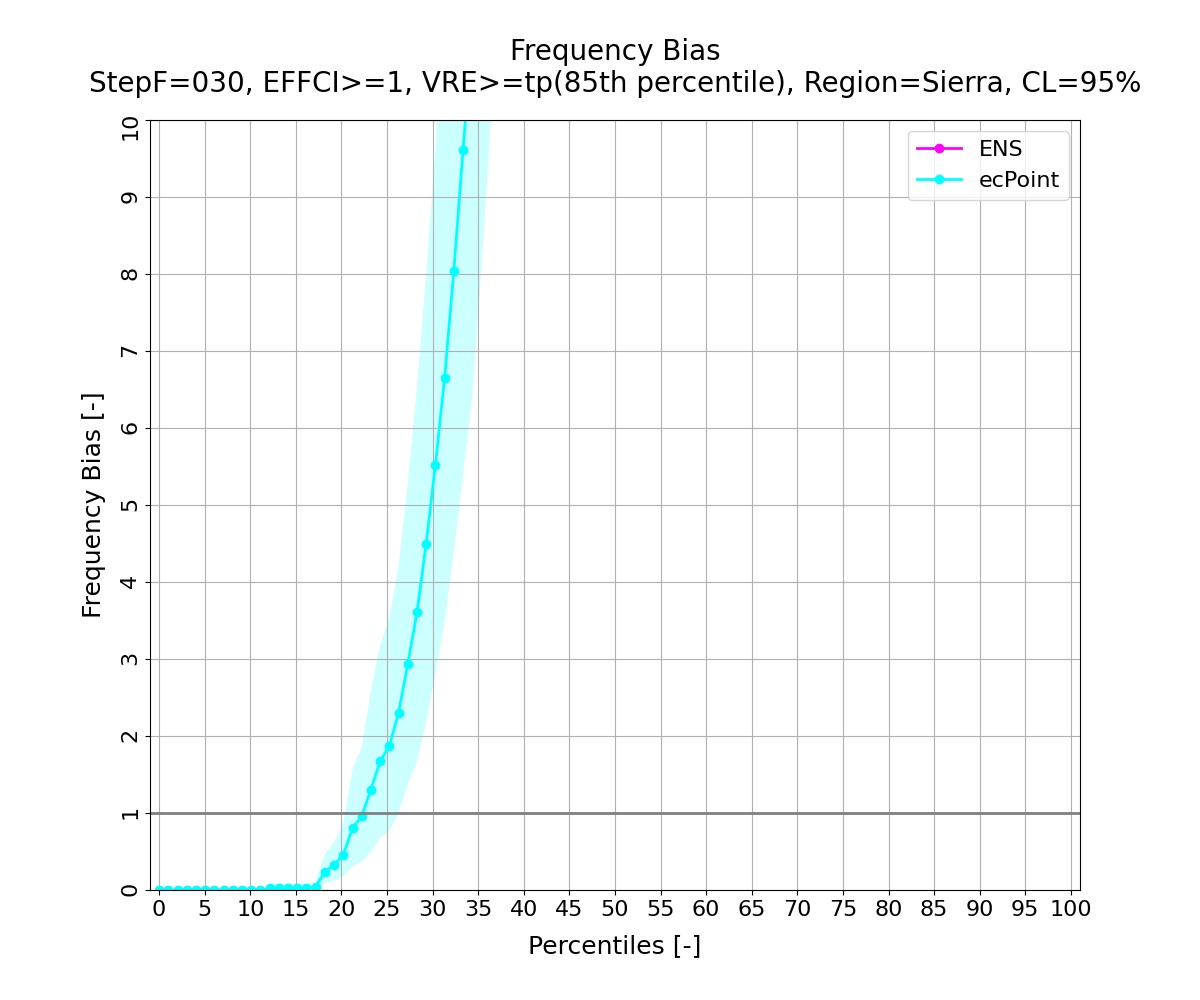 Frequency Bias
StepF=030, EFFCI>=1, VRE>=tp(85th percentile), Region=Sierra, CL=95%
ENS
ecPoint
Frequency Bias [-]
10
9
8
7
6
5
4
3
2
1
0
0 5 10 15 20 25 30 35 40 45 50 55 60 65 70 75 80 85 90 95 100
Percentiles [-]